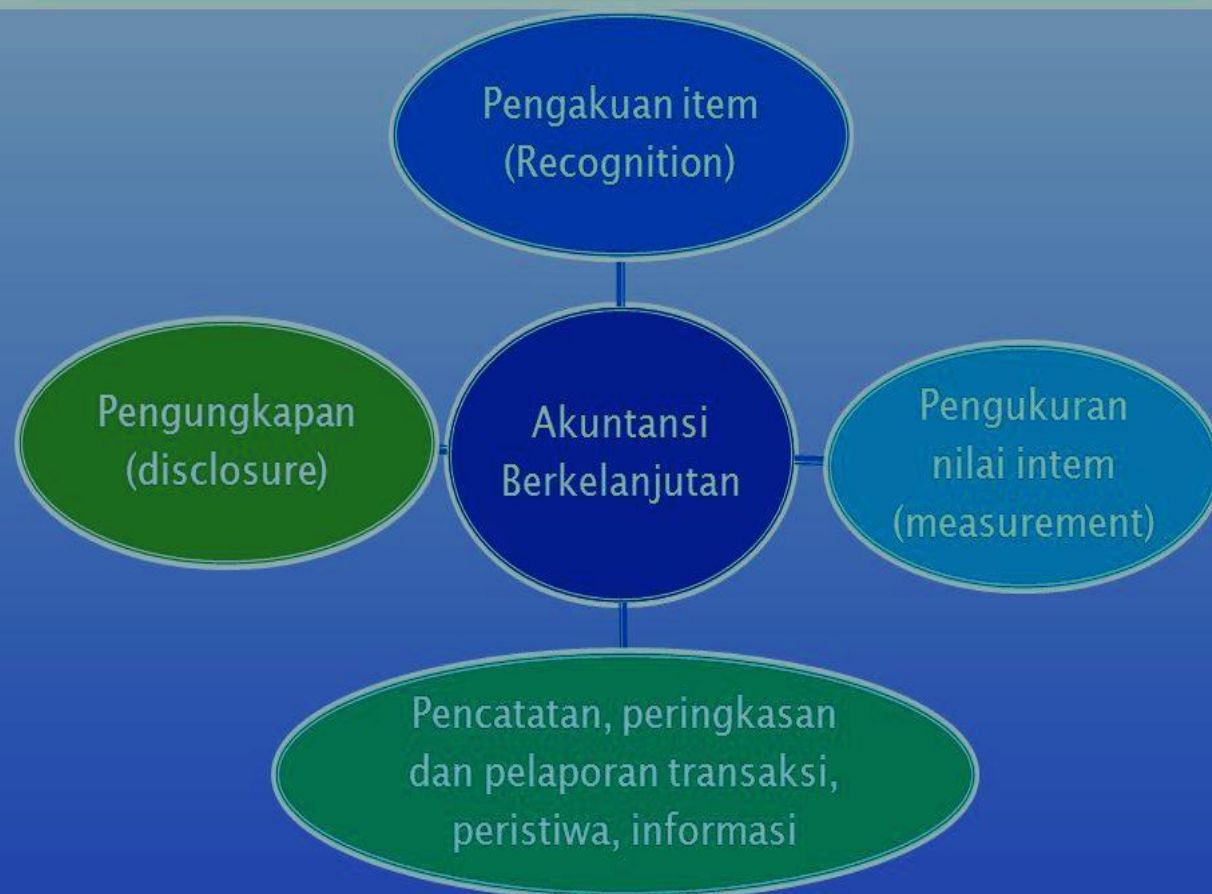 Pengakuan item
(Recognition)
Pengungkapan
(disclosure)
Akuntansi
Berkelanjutan
Pengukuran
nilai intem
(measurement)
Pencatatan, peringkasan
dan pelaporan transaksi,
peristiwa, informasi